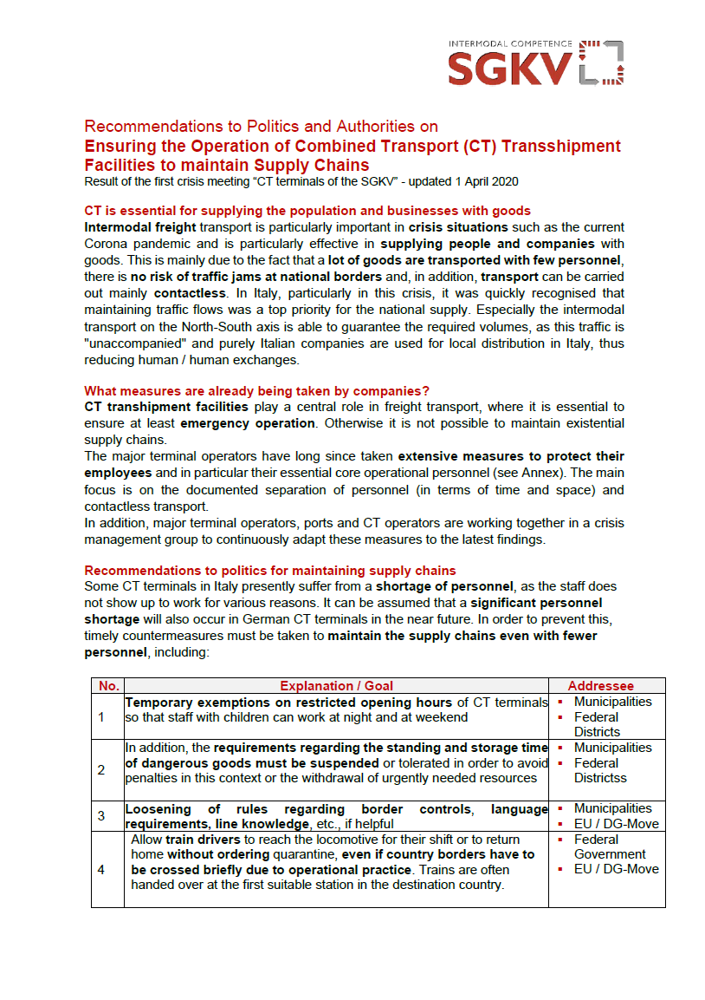 INTERMODAL COMPETENCE
SGKV
Recommendations to Politics and Authorities on
Ensuring the Operation of Combined Transport (CT) Transshipment
Facilities to maintain Supply Chains
Result of the first crisis meeting “CT terminals of the SGKV” - updated 1 April 2020
CT is essential for supplying the population and businesses with goods
Intermodal freight transport is particularly important in crisis situations such as the current
Corona pandemic and is particularly effective in supplying people and companies with
goods. This is mainly due to the fact that a lot of goods are transported with few personnel,
there is no risk of traffic jams at national borders and, in addition, transport can be carried
out mainly contactless. In Italy, particularly in this crisis, it was quickly recognised that
maintaining traffic flows was a top priority for the national supply. Especially the intermodal
transport on the North-South axis is able to guarantee the required volumes, as this traffic is
"unaccompanied" and purely Italian companies are used for local distribution in Italy, thus
reducing human / human exchanges.
What measures are already being taken by companies?
CT transhipment facilities play a central role in freight transport, where it is essential to
ensure at least emergency operation. Otherwise it is not possible to maintain existential
supply chains.
The major terminal operators have long since taken extensive measures to protect their
employees and in particular their essential core operational personnel (see Annex). The main
focus is on the documented separation of personnel (in terms of time and space) and
contactless transport.
In addition, major terminal operators, ports and CT operators are working together in a crisis
management group to continuously adapt these measures to the latest findings.
Recommendations to politics for maintaining supply chains
Some CT terminals in Italy presently suffer from a shortage of personnel, as the staff does
not show up to work for various reasons. It can be assumed that a significant personnel
shortage will also occur in German CT terminals in the near future. In order to prevent this,
timely countermeasures must be taken to maintain the supply chains even with fewer
personnel, including:
No. Explanation / Goal Addressee
1
Temporary exemptions on restricted opening hours of CT terminals
so that staff with children can work at night and at weekend
▪ Municipalities
▪ Federal
Districts
2
In addition, the requirements regarding the standing and storage time
of dangerous goods must be suspended or tolerated in order to avoid
penalties in this context or the withdrawal of urgently needed resources
▪ Municipalities
▪ Federal
Districtss
3
Loosening of rules regarding border controls, language
requirements, line knowledge, etc., if helpful
▪ Municipalities
▪ EU / DG-Move
4
Allow train drivers to reach the locomotive for their shift or to return
home without ordering quarantine, even if country borders have to
be crossed briefly due to operational practice. Trains are often
handed over at the first suitable station in the destination country.
▪ Federal
Government
▪ EU / DG-Move